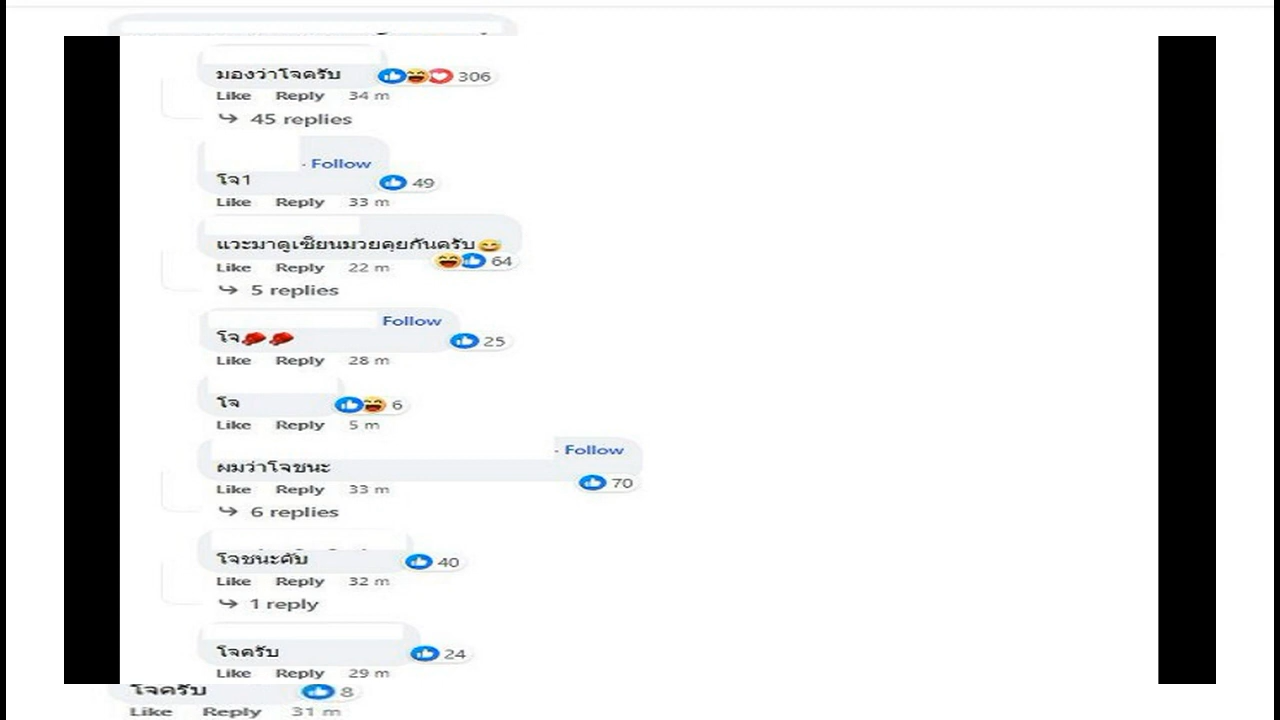 มองว่าโจครับ
306
Like Reply 34 m
45 replies
· Follow
โจ1
49
Like Reply 33 m
แวะมาดูเซียนมวยคุยกันครับ😅
64
Like Reply 22 m
5 replies
Follow
โจ🥊🥊
25
Like Reply 28 m
โจ
6
Like Reply 5 m
· Follow
ผมว่าโจชนะ
70
Like Reply 33 m
6 replies
โจชนะคับ
40
Like Reply 32 m
1 reply
โจครับ
24
Like Reply 29 m
โจครับ
8
Like Reply 31 m